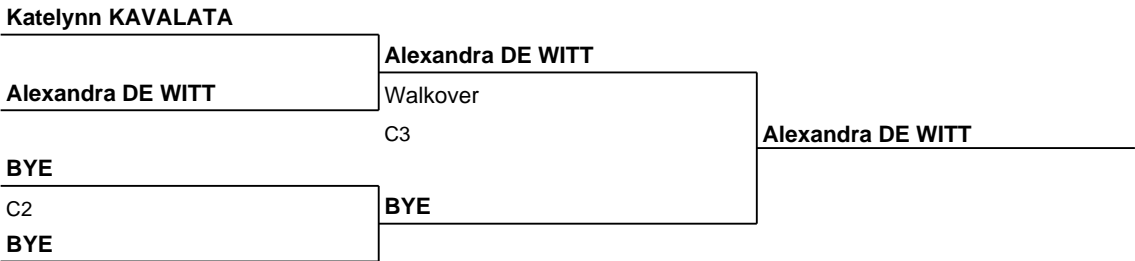 Katelynn KAVALATA
Alexandra DE WITT
Alexandra DE WITT
Walkover
C3
Alexandra DE WITT
BYE
C2
BYE
BYE